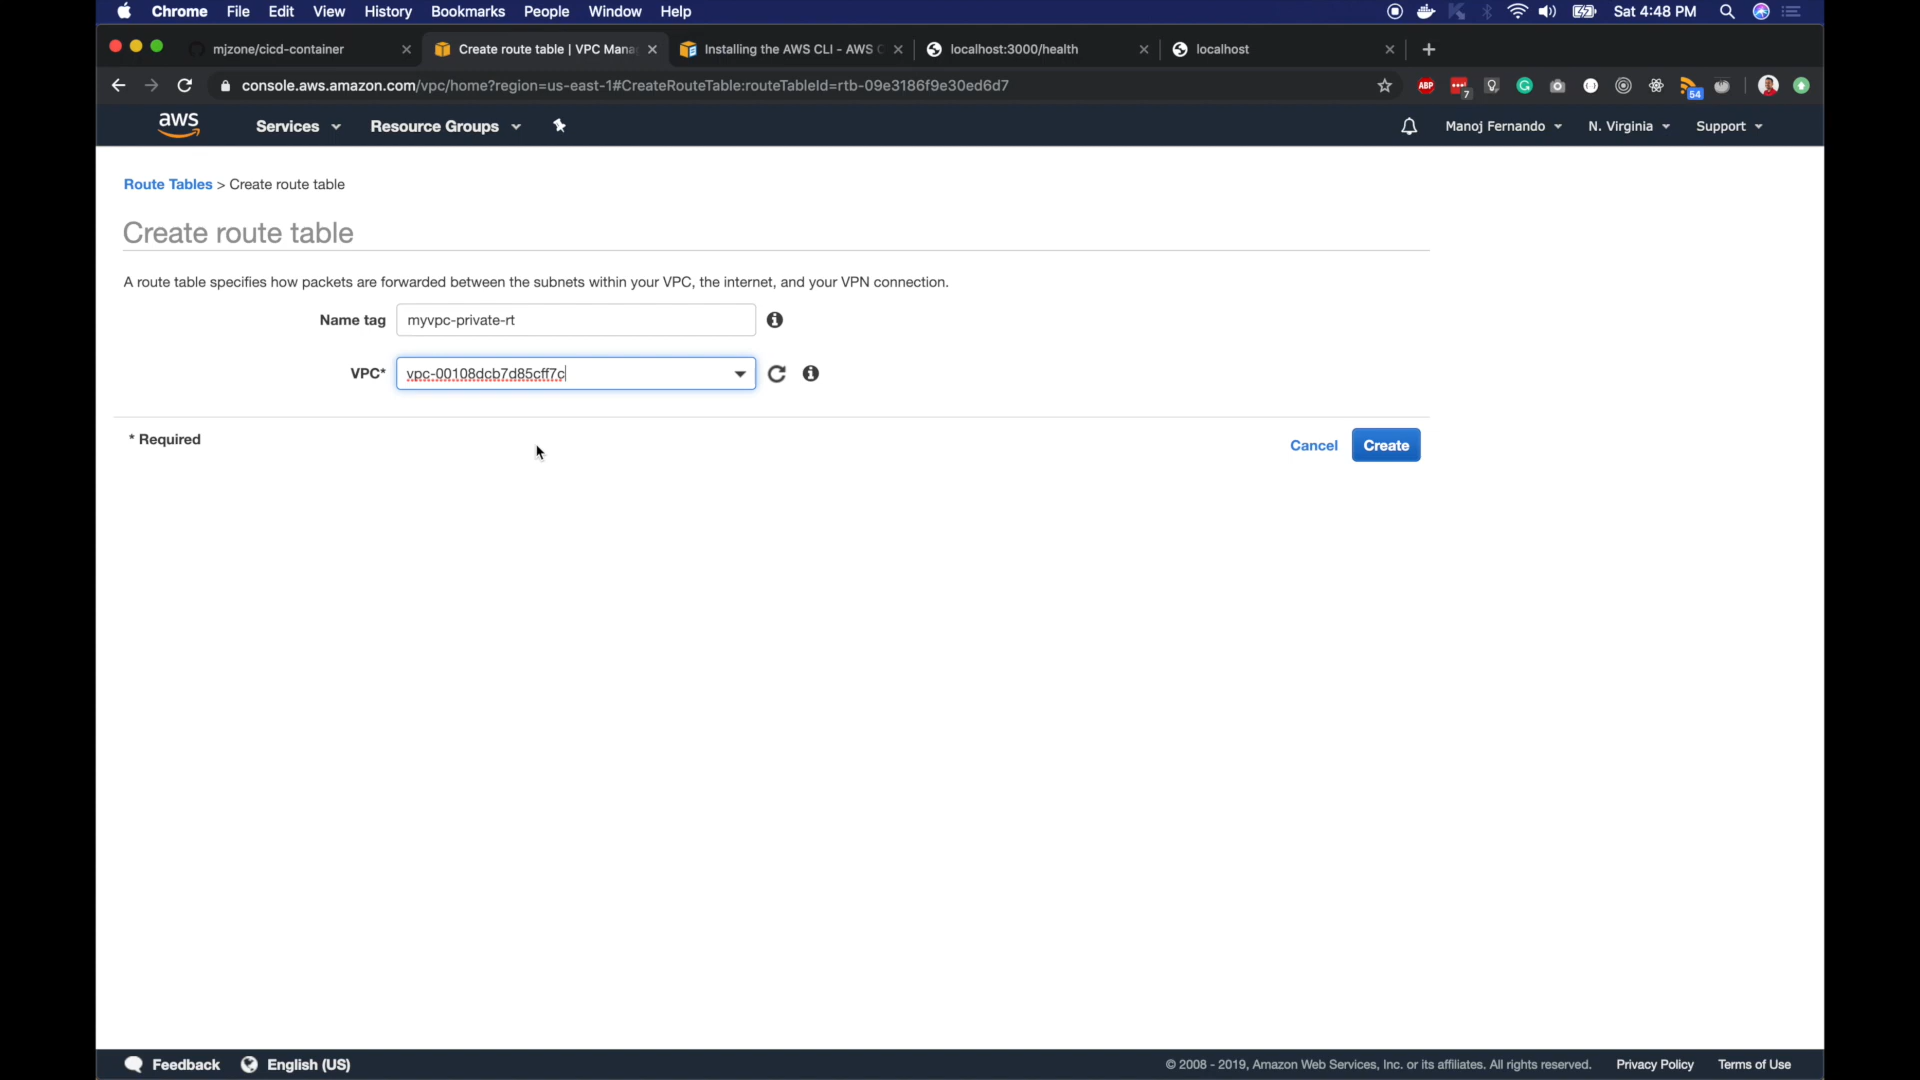 Chrome File Edit View History Bookmarks People Window Help Sat 4:48 PM
mjzone/cicd-container Create route table | VPC Mana Installing the AWS CLI - AWS C localhost:3000/health localhost
console.aws.amazon.com/vpc/home?region=us-east-1#CreateRouteTable:routeTableId=rtb-09e3186f9e30ed6d7 ABP 7 54
aws Services Resource Groups Manoj Fernando N. Virginia Support
Route Tables > Create route table
Create route table
A route table specifies how packets are forwarded between the subnets within your VPC, the internet, and your VPN connection.
Name tag myvpc-private-rt
VPC* vpc-00108dcb7d85cff7c
* Required Cancel Create
Feedback English (US) © 2008 - 2019, Amazon Web Services, Inc. or its affiliates. All rights reserved. Privacy Policy Terms of Use